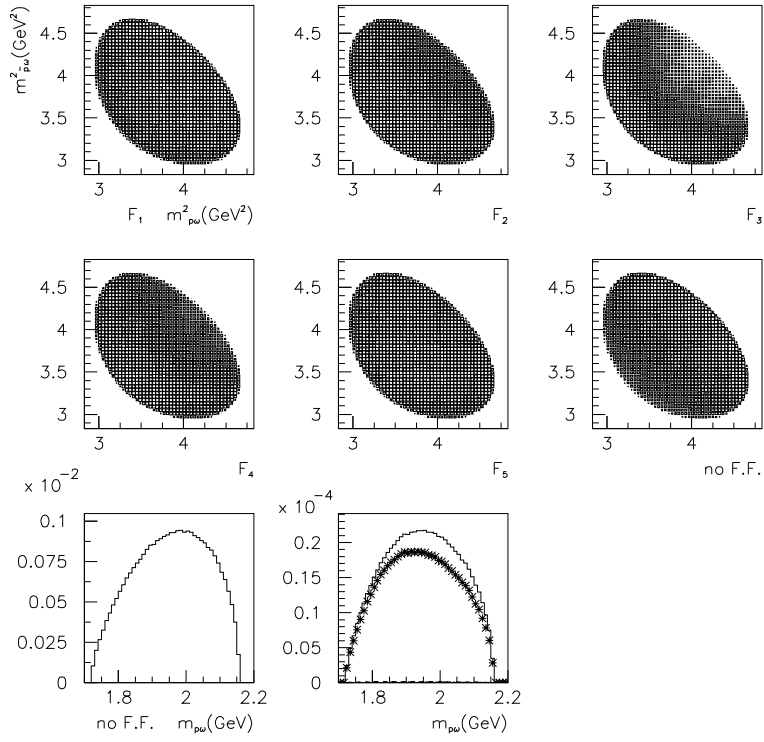 m²pω(GeV²)
4.5 4.5 4.5
4 4 4
3.5 3.5 3.5
3 3 3
3 4 3 4 3 4
F₁ m²pω(GeV²) F₂ F₃
4.5 4.5 4.5
4 4 4
3.5 3.5 3.5
3 3 3
3 4 3 4 3 4
F₄ F₅ no F.F.
x 10⁻² x 10⁻⁴
0.1 0.2
0.075 0.15
0.05 0.1
0.025 0.05
0 0
1.8 2 2.2 1.8 2 2.2
no F.F. mpω(GeV) mpω(GeV)